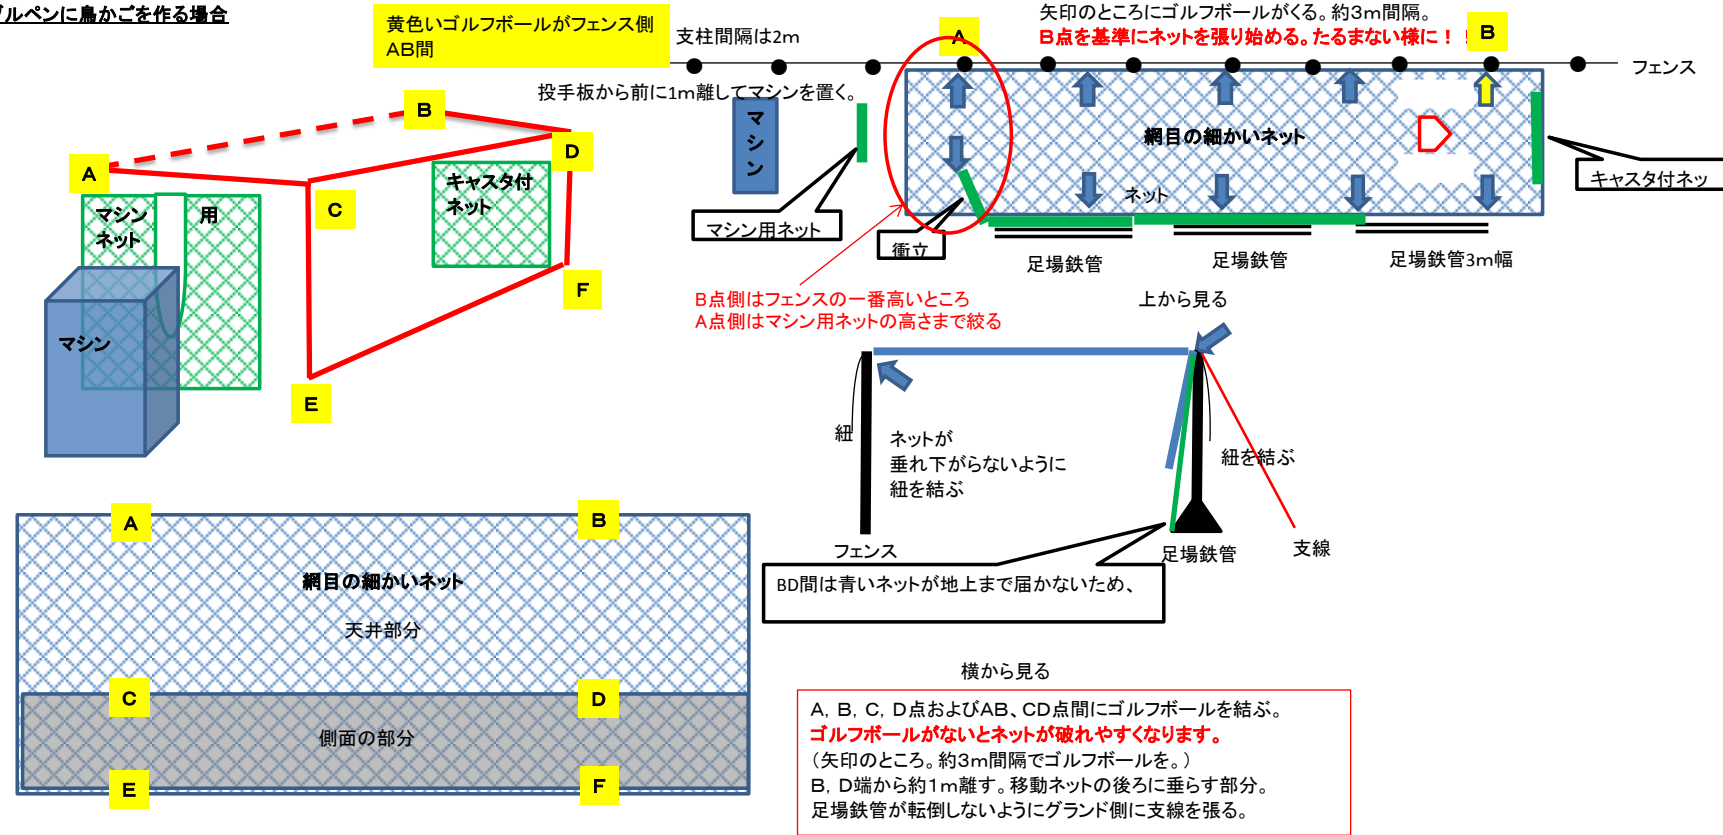 ブルペンに鳥かごを作る場合
黄色いゴルフボールがフェンス側
AB間
支柱間隔は2m
矢印のところにゴルフボールがくる。約3m間隔。
B点を基準にネットを張り始める。たるまない様に！！
A
B
フェンス
投手板から前に1m離してマシンを置く。
マシン
網目の細かいネット
ネット
キャスタ付ネッ
マシン用ネット
衝立
足場鉄管
足場鉄管
足場鉄管3m幅
B点側はフェンスの一番高いところ
A点側はマシン用ネットの高さまで絞る
上から見る
B
A
D
C
キャスタ付
ネット
マシン 用
ネット
F
マシン
E
紐
ネットが
垂れ下がらないように
紐を結ぶ
紐を結ぶ
フェンス
足場鉄管
支線
BD間は青いネットが地上まで届かないため、
横から見る
A
B
網目の細かいネット
天井部分
C
D
側面の部分
E
F
A, B, C, D点およびAB、CD点間にゴルフボールを結ぶ。
ゴルフボールがないとネットが破れやすくなります。
（矢印のところ。約3m間隔でゴルフボールを。）
B, D端から約1m離す。移動ネットの後ろに垂らす部分。
足場鉄管が転倒しないようにグランド側に支線を張る。